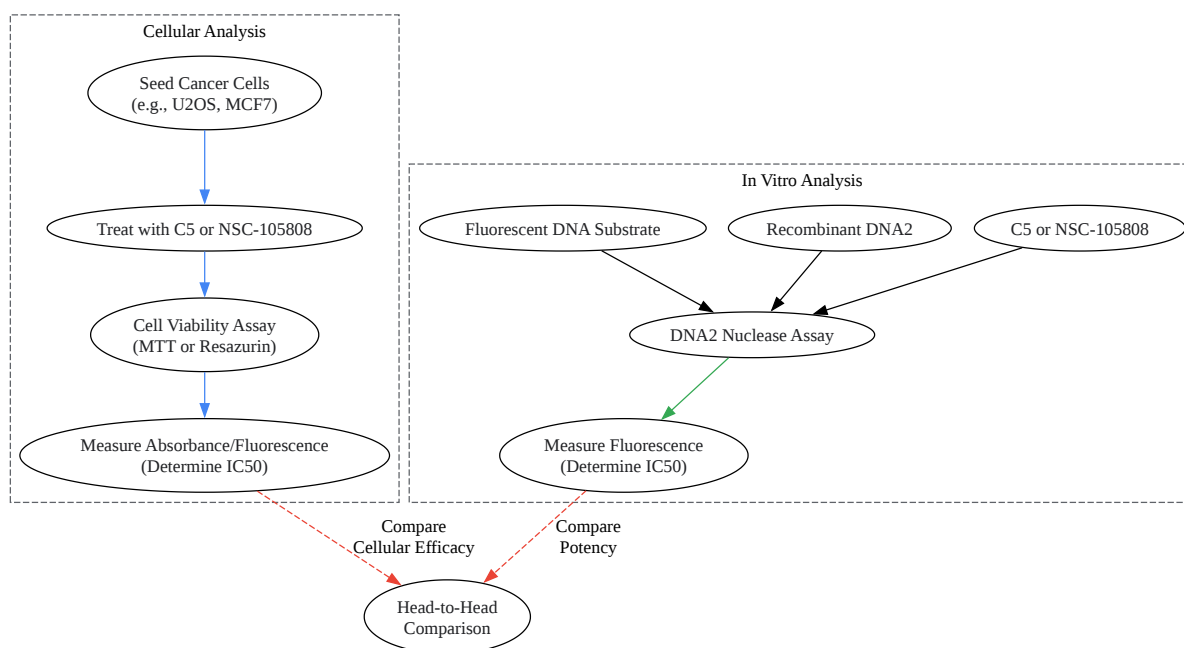 Cellular Analysis
Seed Cancer Cells
(e.g., U2OS, MCF7)
Treat with C5 or NSC-105808
Cell Viability Assay
(MTT or Resazurin)
Measure Absorbance/Fluorescence
(Determine IC50)
In Vitro Analysis
Fluorescent DNA Substrate
Recombinant DNA2
C5 or NSC-105808
DNA2 Nuclease Assay
Measure Fluorescence
(Determine IC50)
Compare
Cellular Efficacy
Compare
Potency
Head-to-Head
Comparison